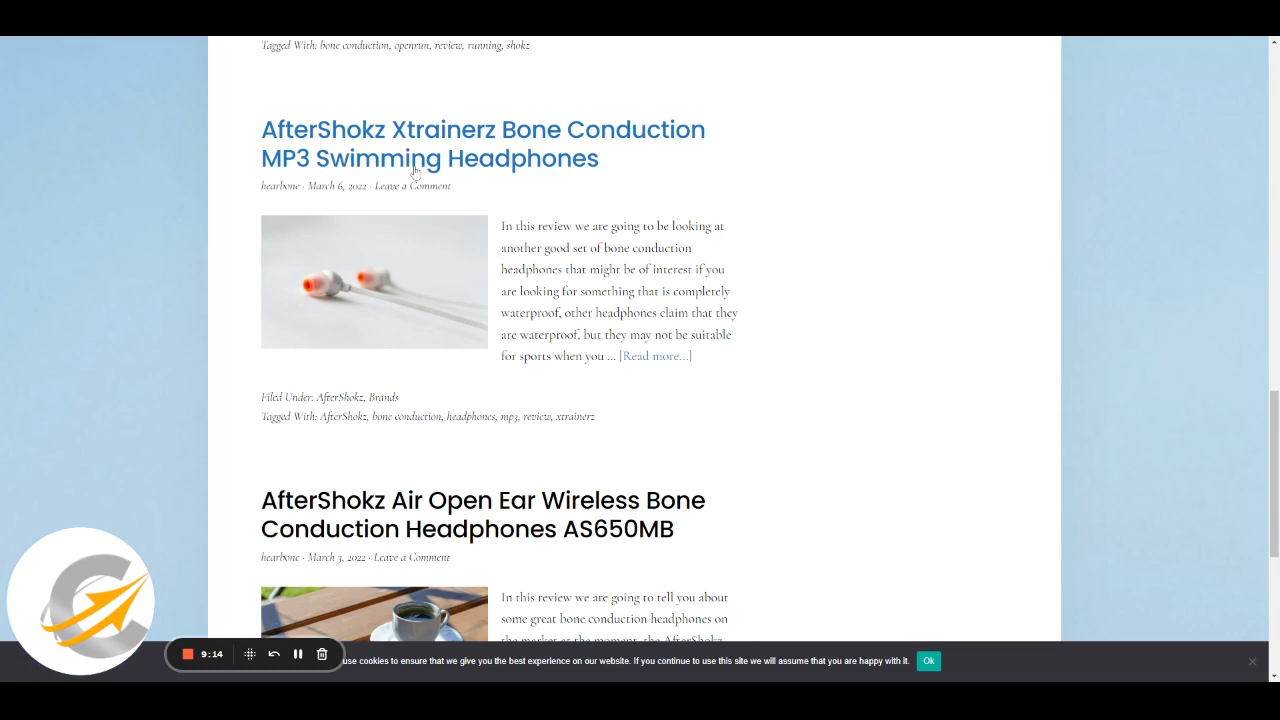 Tagged With: bone conduction, openrun, review, running, shokz
AfterShokz Xtrainerz Bone Conduction
MP3 Swimming Headphones
hearbone · March 6, 2022 · Leave a Comment
In this review we are going to be looking at
another good set of bone conduction
headphones that might be of interest if you
are looking for something that is completely
waterproof, other headphones claim that they
are waterproof, but they may not be suitable
for sports when you ... [Read more...]
Filed Under: AfterShokz, Brands
Tagged With: AfterShokz, bone conduction, headphones, mp3, review, xtrainerz
AfterShokz Air Open Ear Wireless Bone
Conduction Headphones AS650MB
hearbone · March 3, 2022 · Leave a Comment
In this review we are going to tell you about
some great bone conduction headphones on
the market at the moment, the AfterShokz
9:14
use cookies to ensure that we give you the best experience on our website. If you continue to use this site we will assume that you are happy with it.
Ok